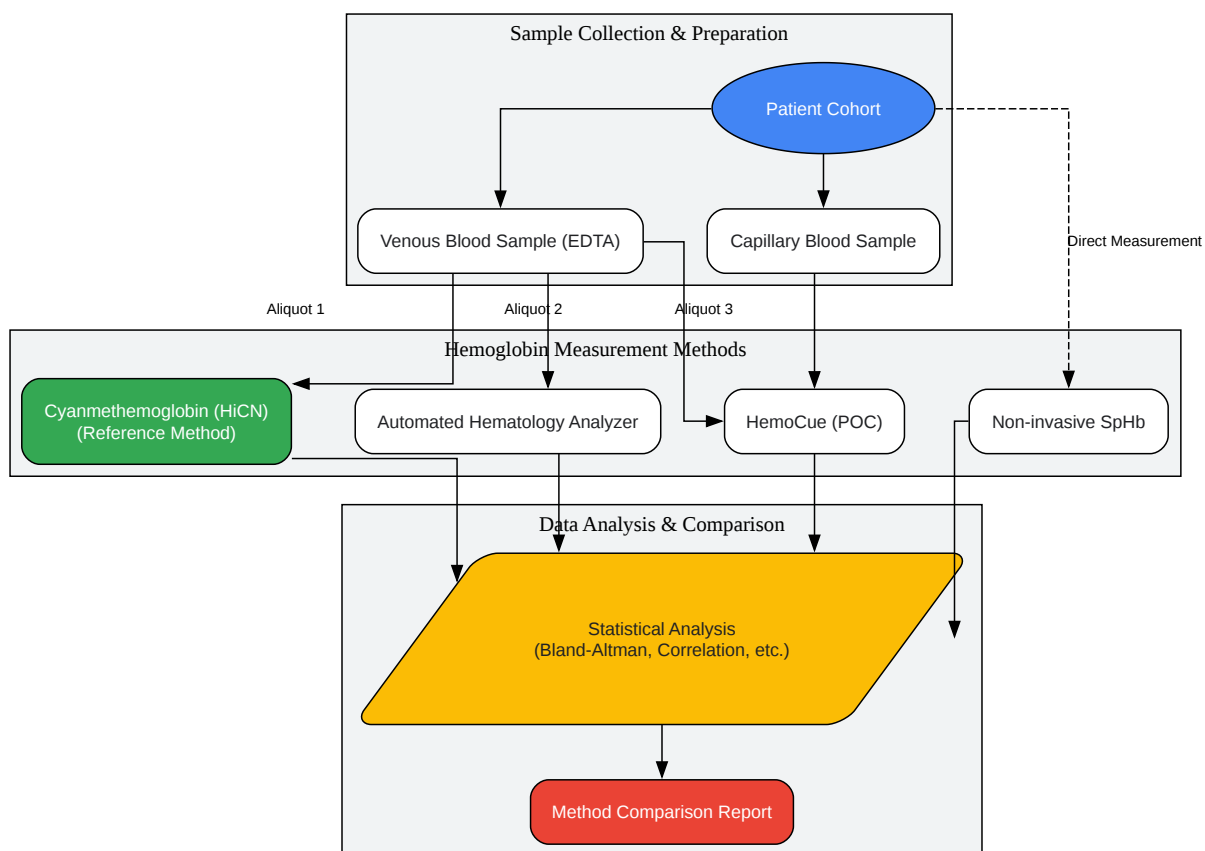 Sample Collection & Preparation
Patient Cohort
Venous Blood Sample (EDTA)
Capillary Blood Sample
Direct Measurement
Aliquot 1
Aliquot 2
Aliquot 3
Hemoglobin Measurement Methods
Cyanmethemoglobin (HiCN)
(Reference Method)
Automated Hematology Analyzer
HemoCue (POC)
Non-invasive SpHb
Data Analysis & Comparison
Statistical Analysis
(Bland-Altman, Correlation, etc.)
Method Comparison Report